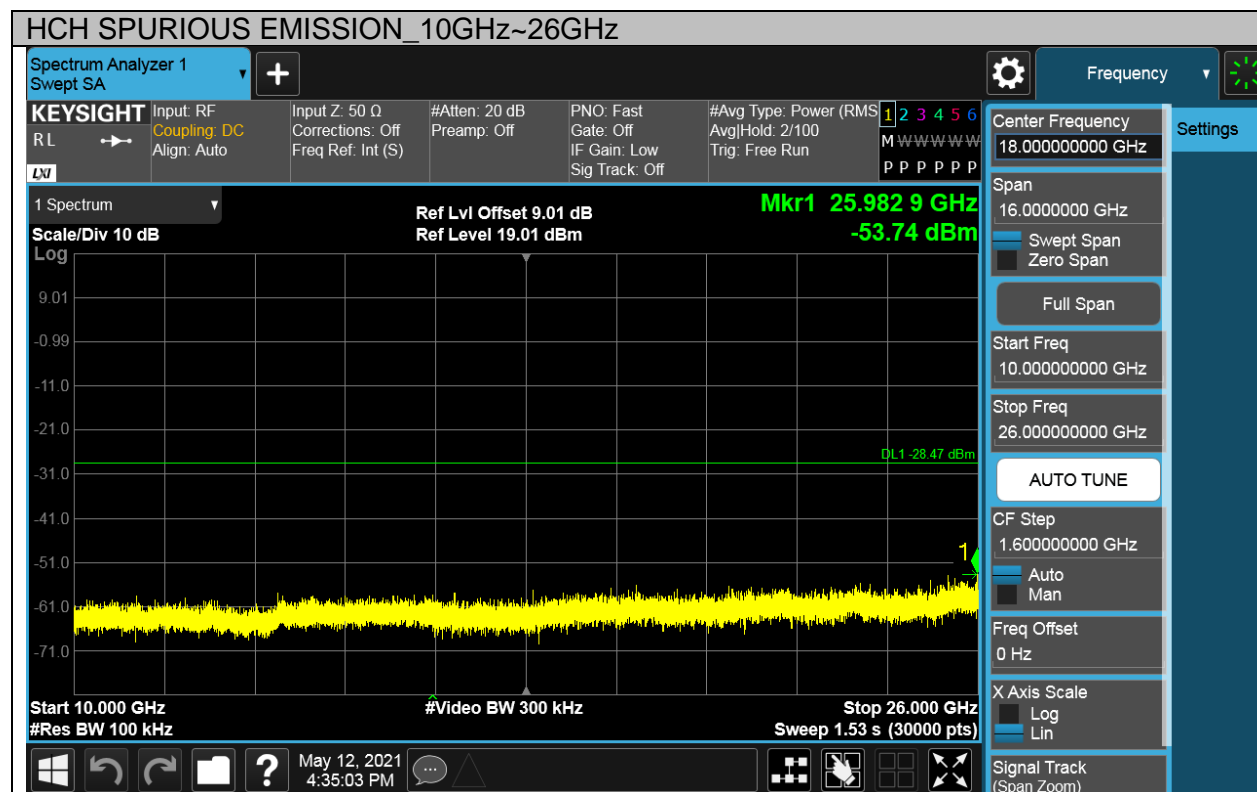 HCH SPURIOUS EMISSION_10GHz~26GHz
Spectrum Analyzer 1
Swept SA
+
Frequency
KEYSIGHT
RL
LXI
Input: RF
Coupling: DC
Align: Auto
Input Z: 50 Ω
Corrections: Off
Freq Ref: Int (S)
#Atten: 20 dB
Preamp: Off
PNO: Fast
Gate: Off
IF Gain: Low
Sig Track: Off
#Avg Type: Power (RMS
Avg|Hold: 2/100
Trig: Free Run
1 2 3 4 5 6
M W W W W W
P P P P P P
1 Spectrum
Scale/Div 10 dB
Log
Ref Lvl Offset 9.01 dB
Ref Level 19.01 dBm
Mkr1 25.982 9 GHz
-53.74 dBm
9.01
-0.99
-11.0
-21.0
DL1 -28.47 dBm
-31.0
-41.0
1
-51.0
-61.0
-71.0
Start 10.000 GHz
#Res BW 100 kHz
#Video BW 300 kHz
Stop 26.000 GHz
Sweep 1.53 s (30000 pts)
?
May 12, 2021
4:35:03 PM
Center Frequency
18.000000000 GHz
Span
16.0000000 GHz
Swept Span
Zero Span
Full Span
Start Freq
10.000000000 GHz
Stop Freq
26.000000000 GHz
AUTO TUNE
CF Step
1.600000000 GHz
Auto
Man
Freq Offset
0 Hz
X Axis Scale
Log
Lin
Signal Track
(Span Zoom)
Settings